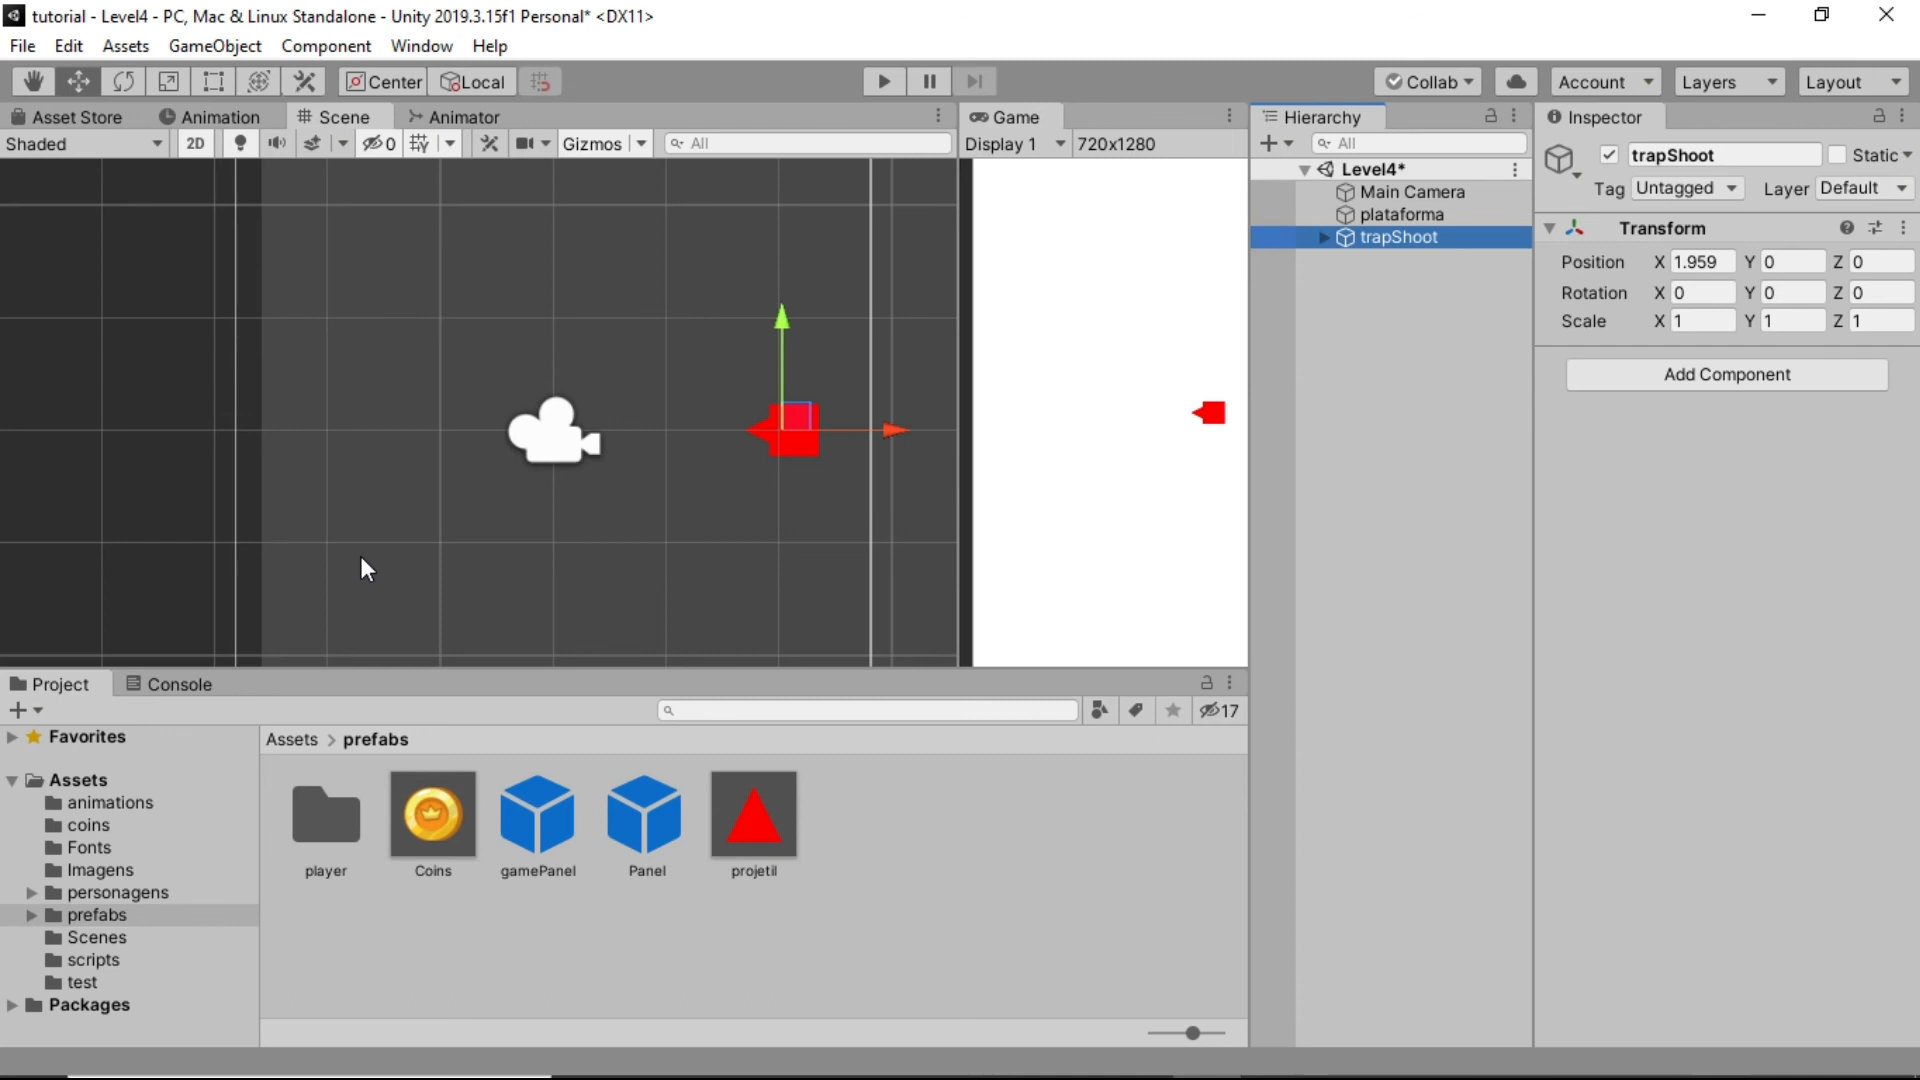 tutorial - Level4 - PC, Mac & Linux Standalone - Unity 2019.3.15f1 Personal* <DX11>
File Edit Assets GameObject Component Window Help
Center Local Collab Account Layers Layout
Asset Store Animation Scene Animator Game Hierarchy Inspector
Shaded 2D 0 Gizmos All Display 1 720x1280 All
trapShoot Static
Level4*
Main Camera
plataforma
trapShoot
Tag Untagged Layer Default
Transform
Position X 1.959 Y 0 Z 0
Rotation X 0 Y 0 Z 0
Scale X 1 Y 1 Z 1
Add Component
Project Console
17
Favorites
Assets
animations
coins
Fonts
Imagens
personagens
prefabs
Scenes
scripts
test
Packages
Assets > prefabs
player Coins gamePanel Panel projetil